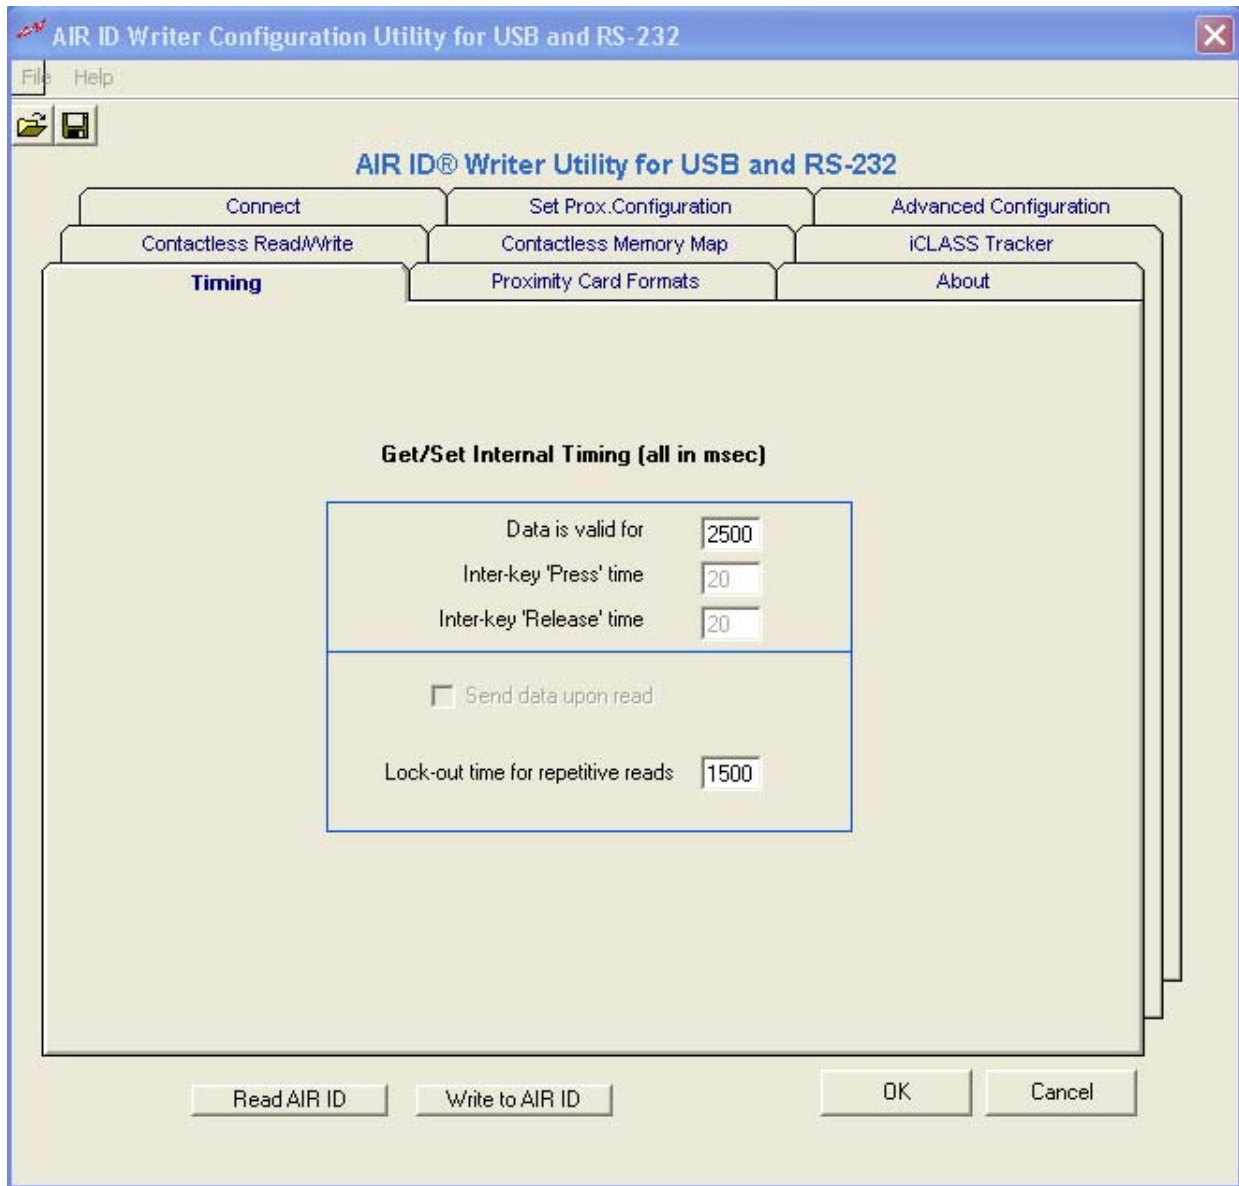 AIR ID Writer Configuration Utility for USB and RS-232
File Help
AIR ID® Writer Utility for USB and RS-232
Connect Set Prox.Configuration Advanced Configuration
Contactless Read/Write Contactless Memory Map iCLASS Tracker
Timing Proximity Card Formats About
Get/Set Internal Timing (all in msec)
Data is valid for 2500
Inter-key 'Press' time 20
Inter-key 'Release' time 20
Send data upon read
Lock-out time for repetitive reads 1500
Read AIR ID Write to AIR ID OK Cancel